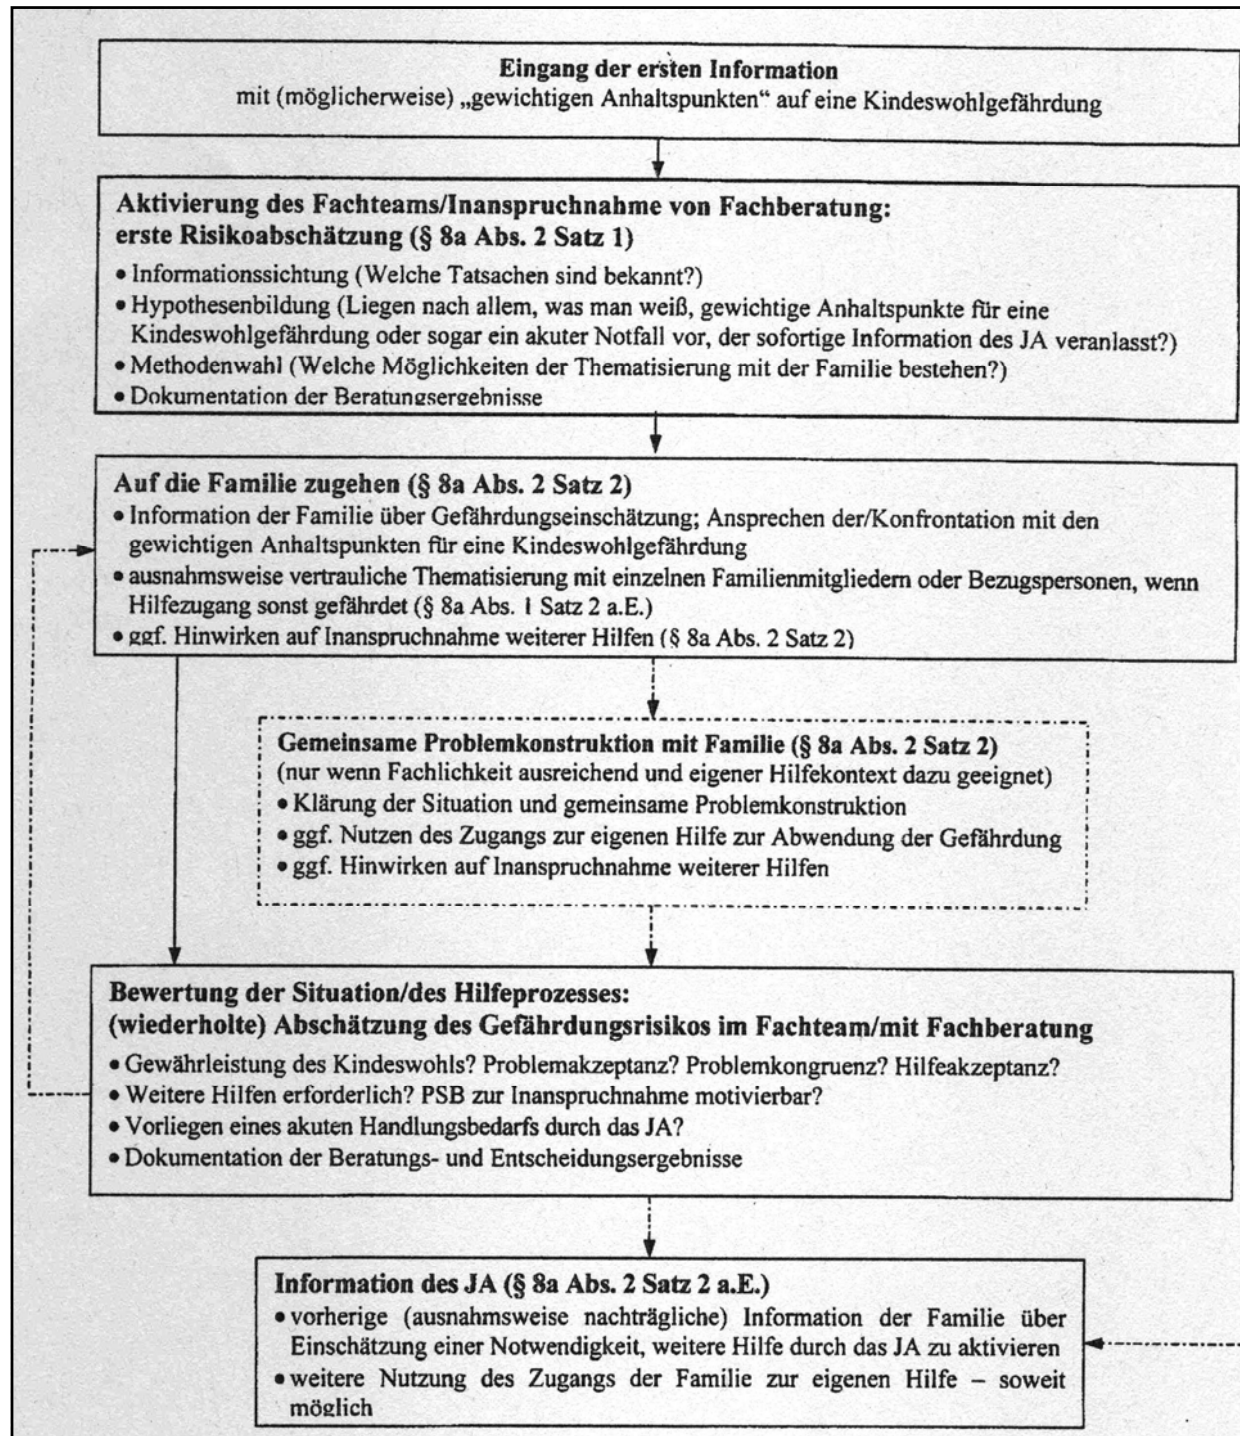 Eingang der ersten Information
mit (möglicherweise) „gewichtigen Anhaltspunkten“ auf eine Kindeswohlgefährdung
Aktivierung des Fachteams/Inanspruchnahme von Fachberatung:
erste Risikoabschätzung (§ 8a Abs. 2 Satz 1)
• Informationssichtung (Welche Tatsachen sind bekannt?)
• Hypothesenbildung (Liegen nach allem, was man weiß, gewichtige Anhaltspunkte für eine
Kindeswohlgefährdung oder sogar ein akuter Notfall vor, der sofortige Information des JA veranlasst?)
• Methodenwahl (Welche Möglichkeiten der Thematisierung mit der Familie bestehen?)
• Dokumentation der Beratungsergebnisse
Auf die Familie zugehen (§ 8a Abs. 2 Satz 2)
• Information der Familie über Gefährdungseinschätzung; Ansprechen der/Konfrontation mit den
gewichtigen Anhaltspunkten für eine Kindeswohlgefährdung
• ausnahmsweise vertrauliche Thematisierung mit einzelnen Familienmitgliedern oder Bezugspersonen, wenn
Hilfezugang sonst gefährdet (§ 8a Abs. 1 Satz 2 a.E.)
• ggf. Hinwirken auf Inanspruchnahme weiterer Hilfen (§ 8a Abs. 2 Satz 2)
Gemeinsame Problemkonstruktion mit Familie (§ 8a Abs. 2 Satz 2)
(nur wenn Fachlichkeit ausreichend und eigener Hilfekontext dazu geeignet)
• Klärung der Situation und gemeinsame Problemkonstruktion
• ggf. Nutzen des Zugangs zur eigenen Hilfe zur Abwendung der Gefährdung
• ggf. Hinwirken auf Inanspruchnahme weiterer Hilfen
Bewertung der Situation/des Hilfeprozesses:
(wiederholte) Abschätzung des Gefährdungsrisikos im Fachteam/mit Fachberatung
• Gewährleistung des Kindeswohls? Problemakzeptanz? Problemkongruenz? Hilfeakzeptanz?
• Weitere Hilfen erforderlich? PSB zur Inanspruchnahme motivierbar?
• Vorliegen eines akuten Handlungsbedarfs durch das JA?
• Dokumentation der Beratungs- und Entscheidungsergebnisse
Information des JA (§ 8a Abs. 2 Satz 2 a.E.)
• vorherige (ausnahmsweise nachträgliche) Information der Familie über
Einschätzung einer Notwendigkeit, weitere Hilfe durch das JA zu aktivieren
• weitere Nutzung des Zugangs der Familie zur eigenen Hilfe – soweit
möglich